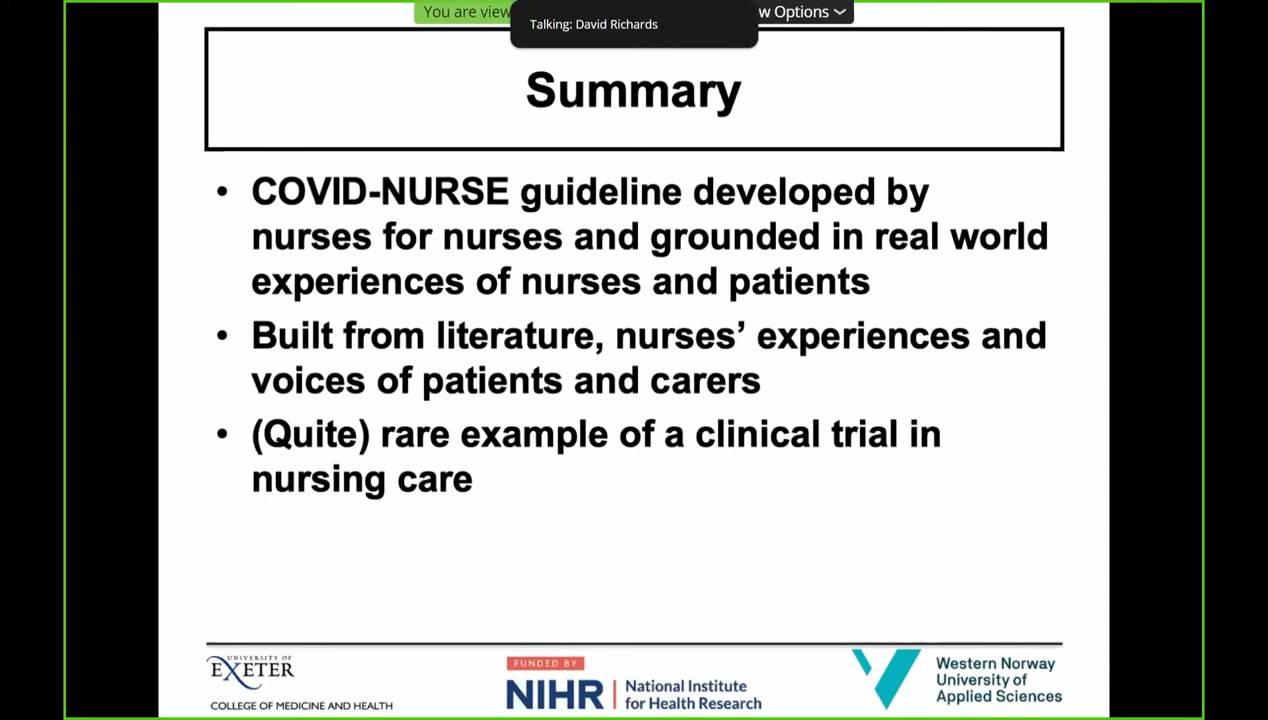 You are view
Talking: David Richards
w Options
Summary
• COVID-NURSE guideline developed by
nurses for nurses and grounded in real world
experiences of nurses and patients
• Built from literature, nurses’ experiences and
voices of patients and carers
• (Quite) rare example of a clinical trial in
nursing care
UNIVERSITY OF
EXETER
COLLEGE OF MEDICINE AND HEALTH
FUNDED BY
NIHR | National Institute
for Health Research
Western Norway
University of
Applied Sciences